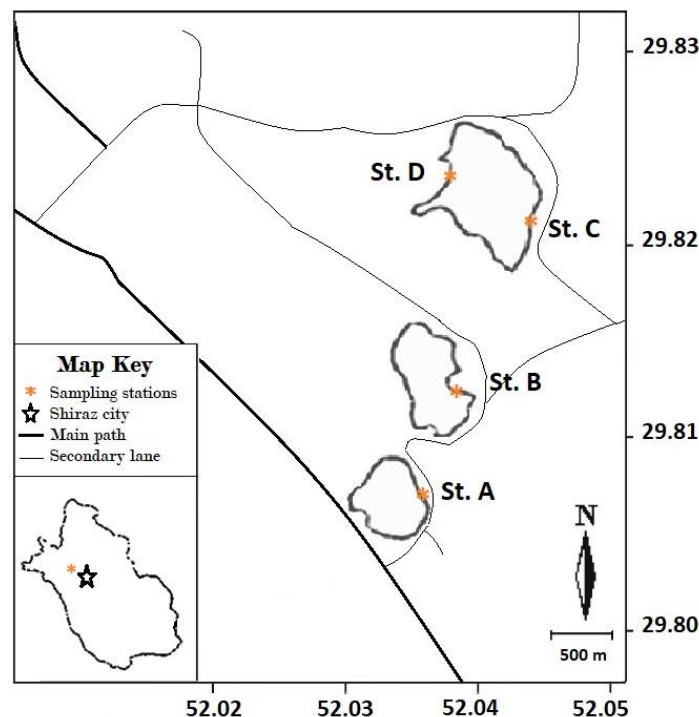 29.83
St. D
St. C
29.82
Map Key
Sampling stations
Shiraz city
Main path
Secondary lane
St. B
29.81
St. A
N
29.80
500 m
52.02
52.03
52.04
52.05